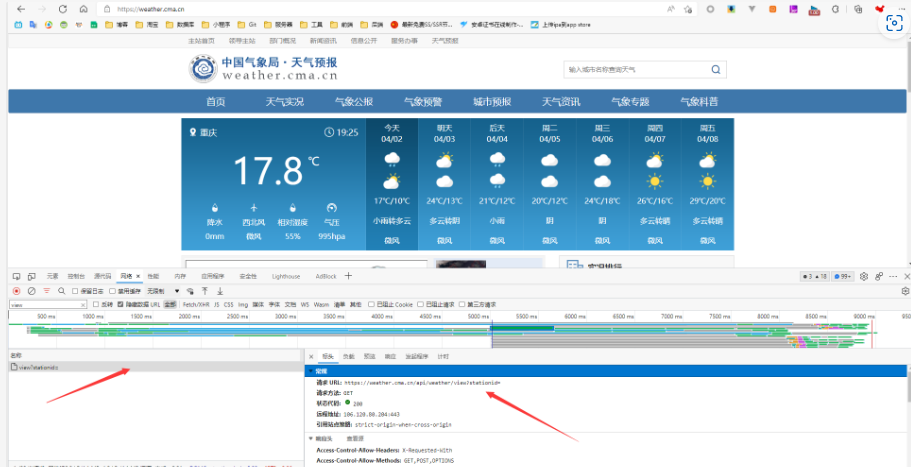 https://weather.cma.cn
博客 淘宝 数据库 小程序 Git 服务器 工具 前端 后端 最新免费SS/SSR节... 安卓证书在线制作-... 上传ipa到app store
主站首页 领导主站 部门概况 新闻资讯 信息公开 服务办事 天气预报
中国气象局·天气预报
weather.cma.cn
输入城市名称查询天气
首页 天气实况 气象公报 气象预警 城市预报 天气资讯 气象专题 气象科普
重庆 19:25
17.8 ℃
降水 西北风 相对湿度 气压
0mm 微风 55% 995hpa
今天 明天 后天 周二 周三 周四 周五
04/02 04/03 04/04 04/05 04/06 04/07 04/08
17℃/10℃ 24℃/13℃ 21℃/12℃ 20℃/12℃ 24℃/18℃ 26℃/16℃ 29℃/20℃
小雨转多云 多云转阴 小雨 阴 阴 多云转晴 多云转晴
微风 微风 微风 微风 微风 微风 微风
元素 控制台 源代码 网络 性能 内存 应用程序 安全性 Lighthouse AdBlock
3 18 99+
保留日志 禁用缓存 无限制
view 反转 隐藏数据 URL 全部 Fetch/XHR JS CSS Img 媒体 字体 文档 WS Wasm 清单 其他 已阻止 Cookie 已阻止请求 第三方请求
500 ms 1000 ms 1500 ms 2000 ms 2500 ms 3000 ms 3500 ms 4000 ms 4500 ms 5000 ms 5500 ms 6000 ms 6500 ms 7000 ms 7500 ms 8000 ms 8500 ms 9000 ms 950
名称
view?stationid=
标头 负载 预览 响应 发起程序 计时
常规
请求 URL: https://weather.cma.cn/api/weather/view?stationid=
请求方法: GET
状态代码: 200
远程地址: 106.120.88.204:443
引用站点策略: strict-origin-when-cross-origin
响应头 查看源
Access-Control-Allow-Headers: X-Requested-With
Access-Control-Allow-Methods: GET,POST,OPTIONS